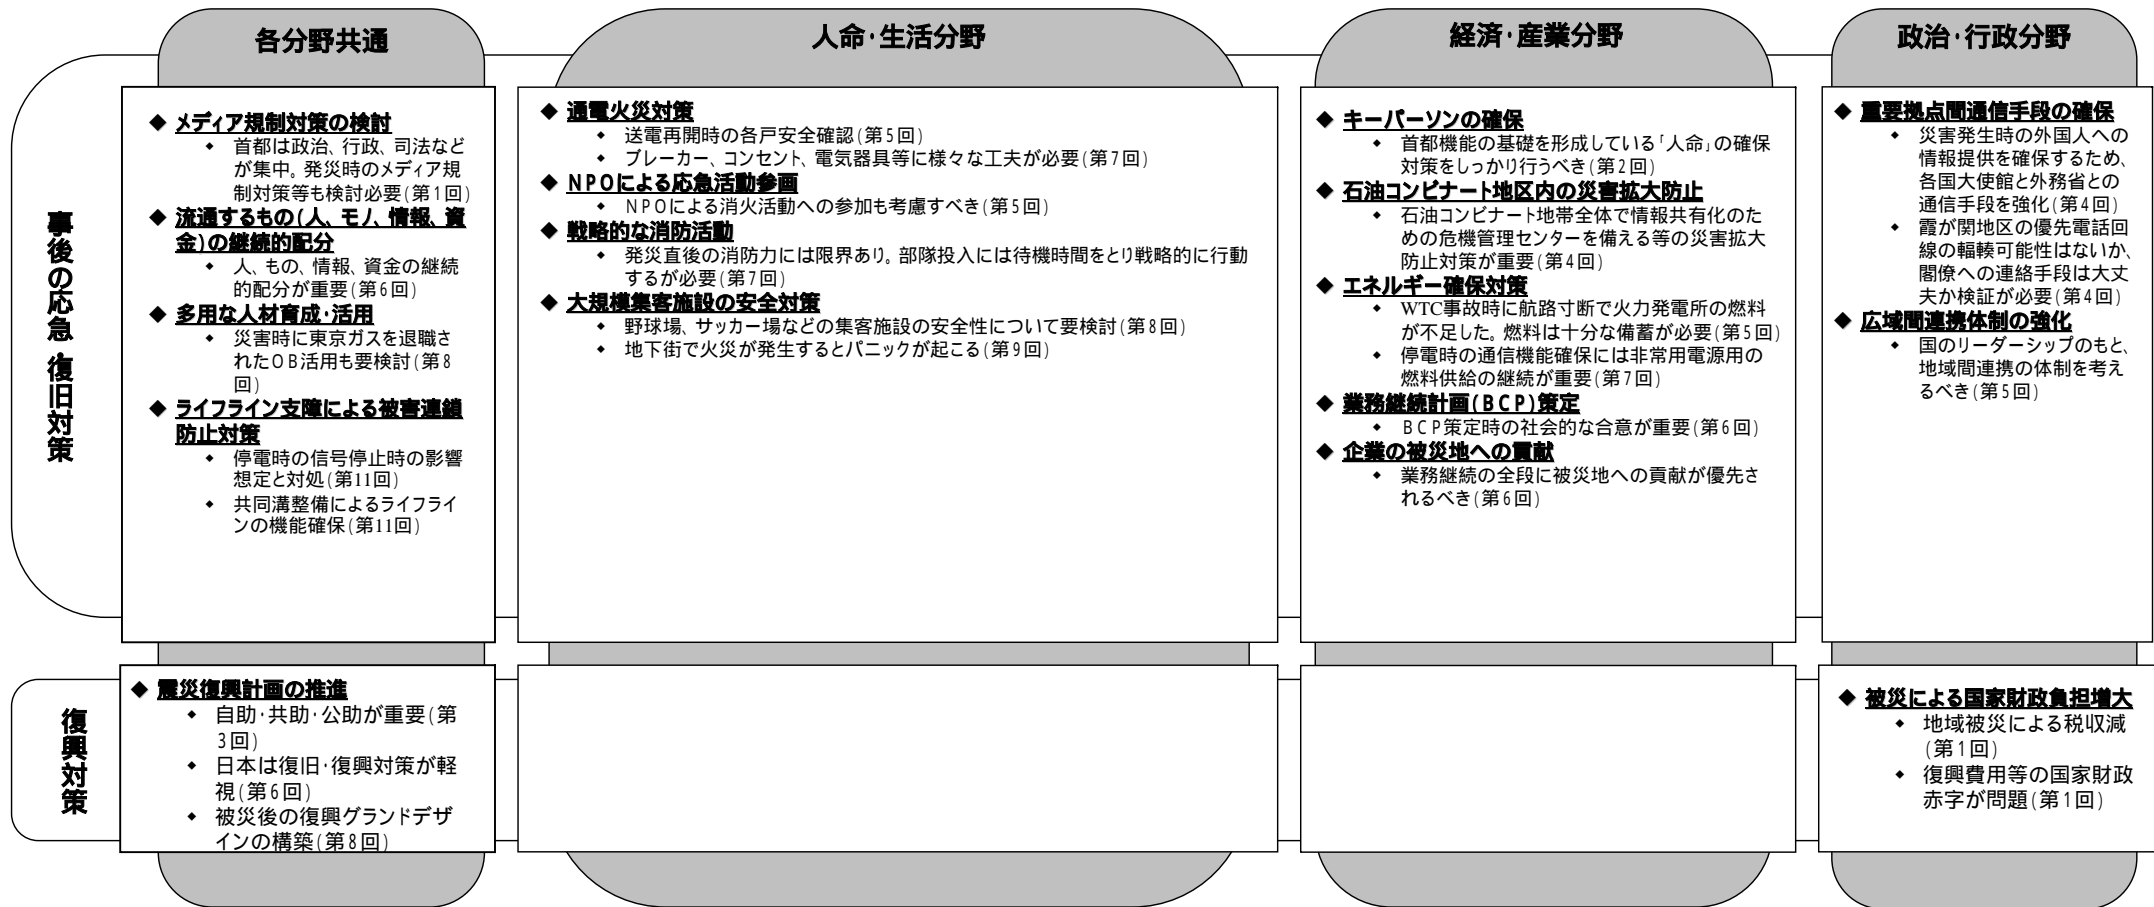 各分野共通
人命・生活分野
経済・産業分野
政治・行政分野
事後の応急・復旧対策
◆ メディア規制対策の検討
◆ 首都は政治、行政、司法など
が集中。発災時のメディア規
制対策等も検討必要(第1回)
◆ 流通するもの(人、モノ、情報、資
金)の継続的配分
◆ 人、もの、情報、資金の継続
的配分が重要(第6回)
◆ 多用な人材育成・活用
◆ 災害時に東京ガスを退職さ
れたOB活用も要検討(第8
回)
◆ ライフライン支障による被害連鎖
防止対策
◆ 停電時の信号停止時の影響
想定と対処(第11回)
◆ 共同溝整備によるライフライ
ンの機能確保(第11回)
◆ 通電火災対策
◆ 送電再開時の各戸安全確認(第5回)
◆ ブレーカー、コンセント、電気器具等に様々な工夫が必要(第7回)
◆ NPOによる応急活動参画
◆ NPOによる消火活動への参加も考慮すべき(第5回)
◆ 戦略的な消防活動
◆ 発災直後の消防力には限界あり。部隊投入には待機時間をとり戦略的に行動
するが必要(第7回)
◆ 大規模集客施設の安全対策
◆ 野球場、サッカー場などの集客施設の安全性について要検討(第8回)
◆ 地下街で火災が発生するとパニックが起こる(第9回)
◆ キーパーソンの確保
◆ 首都機能の基礎を形成している「人命」の確保
対策をしっかり行うべき(第2回)
◆ 石油コンビナート地区内の災害拡大防止
◆ 石油コンビナート地帯全体で情報共有化のた
めの危機管理センターを備える等の災害拡大
防止対策が重要(第4回)
◆ エネルギー確保対策
◆ WTC事故時に航路寸断で火力発電所の燃料
が不足した。燃料は十分な備蓄が必要(第5回)
◆ 停電時の通信機能確保には非常用電源用の
燃料供給の継続が重要(第7回)
◆ 業務継続計画(BCP)策定
◆ BCP策定時の社会的な合意が重要(第6回)
◆ 企業の被災地への貢献
◆ 業務継続の全段に被災地への貢献が優先さ
れるべき(第6回)
◆ 重要拠点間通信手段の確保
◆ 災害発生時の外国人への
情報提供を確保するため、
各国大使館と外務省との
通信手段を強化(第4回)
◆ 霞が関地区の優先電話回
線の輻輳可能性はないか、
閣僚への連絡手段は大丈
夫か検証が必要(第4回)
◆ 広域間連携体制の強化
◆ 国のリーダーシップのもと、
地域間連携の体制を考え
るべき(第5回)
復興対策
◆ 震災復興計画の推進
◆ 自助・共助・公助が重要(第
3回)
◆ 日本は復旧・復興対策が軽
視(第6回)
◆ 被災後の復興グランドデザ
インの構築(第8回)
◆ 被災による国家財政負担増大
◆ 地域被災による税収減
(第1回)
◆ 復興費用等の国家財政
赤字が問題(第1回)